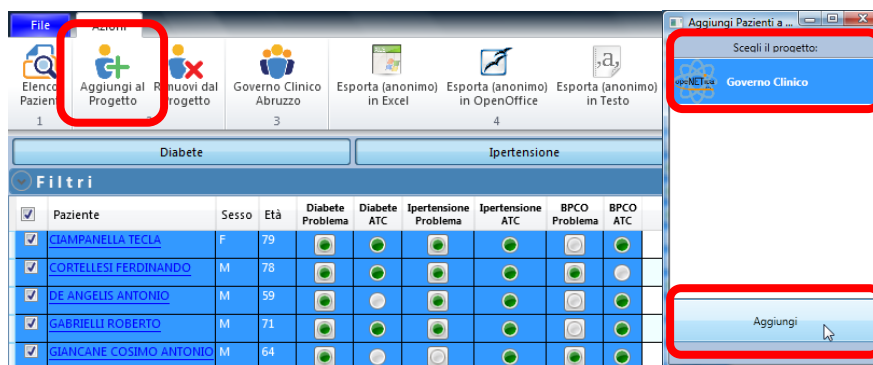 File Azioni
Elenco Pazienti
1
Aggiungi al Progetto
Rimuovi dal Progetto
2
Governo Clinico Abruzzo
3
Esporta (anonimo) in Excel
Esporta (anonimo) in OpenOffice
Esporta (anonimo) in Testo
4
,a,
Diabete Ipertensione
Filtri
Paziente Sesso Età Diabete Problema Diabete ATC Ipertensione Problema Ipertensione ATC BPCO Problema BPCO ATC
CIAMPANELLA TECLA F 79
CORTELLESI FERDINANDO M 78
DE ANGELIS ANTONIO M 59
GABRIELLI ROBERTO M 71
GIANCANE COSIMO ANTONIO M 64
Aggiungi Pazienti a ...
Scegli il progetto:
opeNETica Governo Clinico
Aggiungi